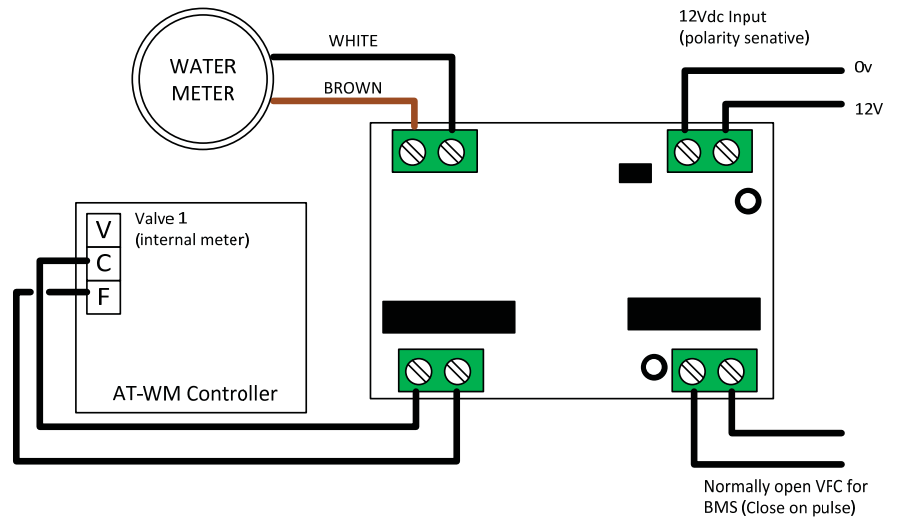 WHITE
WATER
METER
BROWN
12Vdc Input
(polarity senative)
0v
12V
V
C
F
Valve 1
(internal meter)
AT-WM Controller
Normally open VFC for
BMS (Close on pulse)